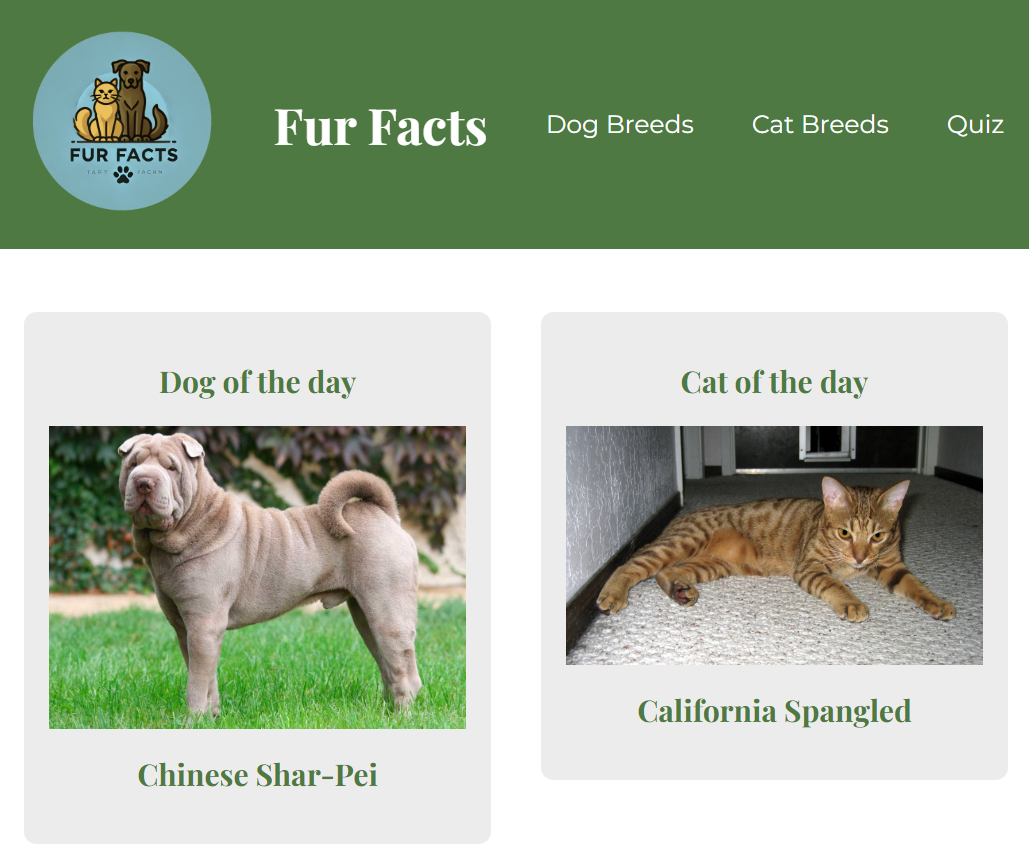 FUR FACTS
Fur Facts
Dog Breeds
Cat Breeds
Quiz
Dog of the day
Cat of the day
Chinese Shar-Pei
California Spangled